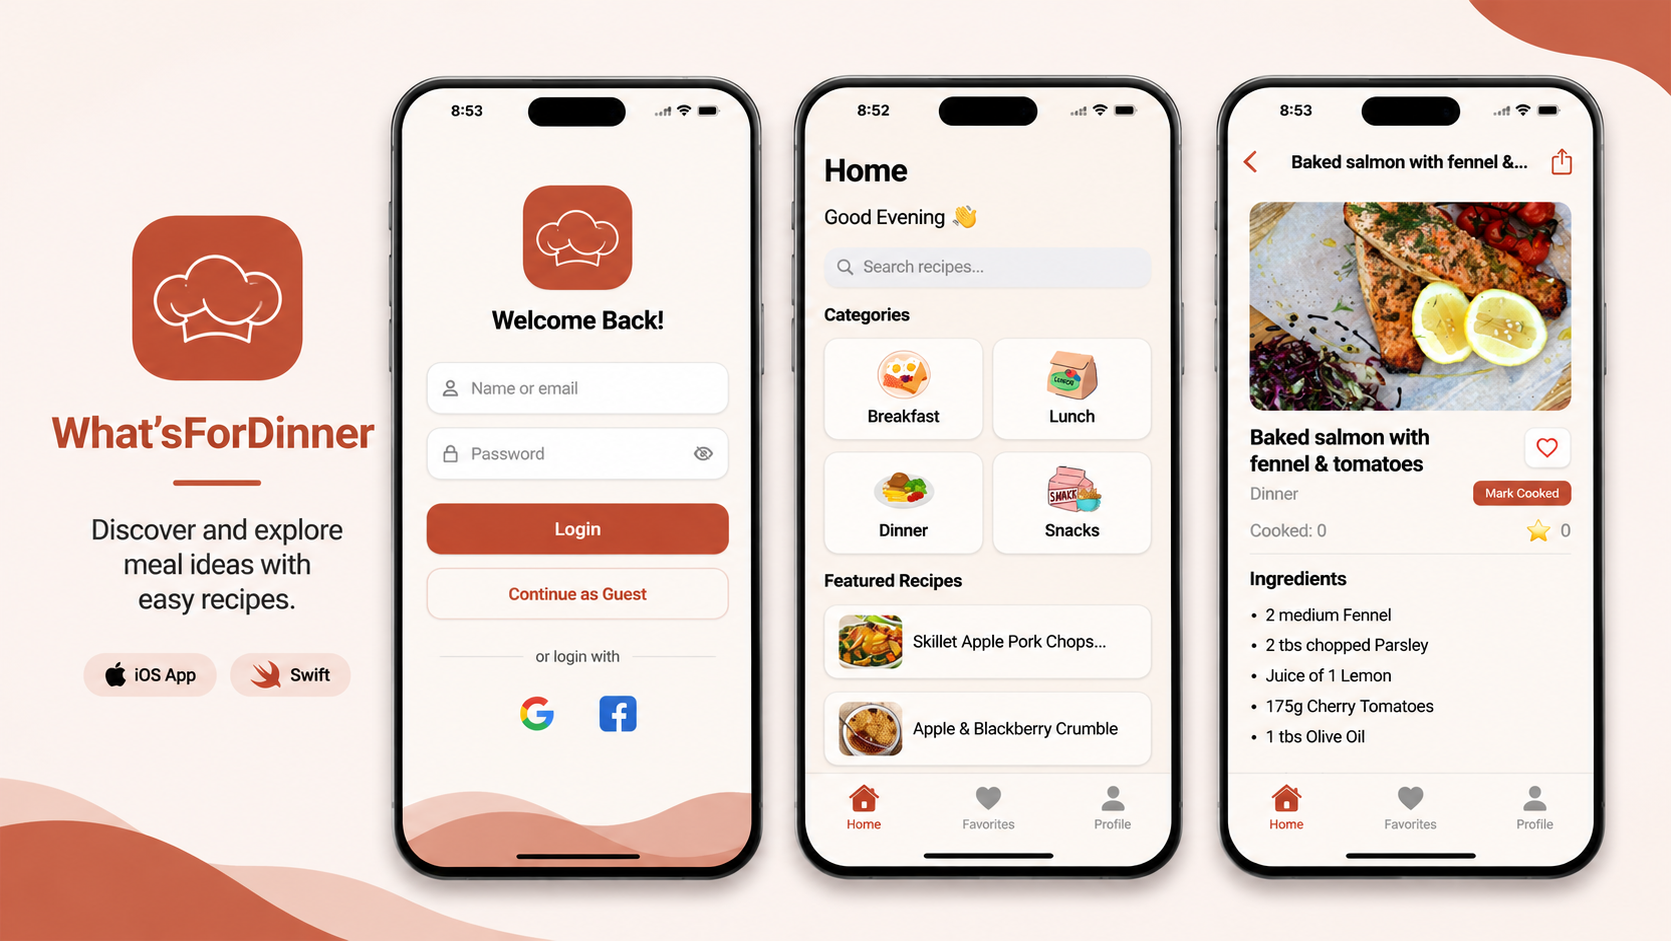 What'sForDinner
Discover and explore
meal ideas with
easy recipes.
iOS App
Swift
8:53
Welcome Back!
Name or email
Password
Login
Continue as Guest
or login with
8:52
Home
Good Evening 👋
Search recipes...
Categories
Breakfast
Lunch
Dinner
Snacks
Featured Recipes
Skillet Apple Pork Chops...
Apple & Blackberry Crumble
Home
Favorites
Profile
8:53
Baked salmon with fennel &...
Baked salmon with
fennel & tomatoes
Dinner
Mark Cooked
Cooked: 0
0
Ingredients
• 2 medium Fennel
• 2 tbs chopped Parsley
• Juice of 1 Lemon
• 175g Cherry Tomatoes
• 1 tbs Olive Oil
Home
Favorites
Profile